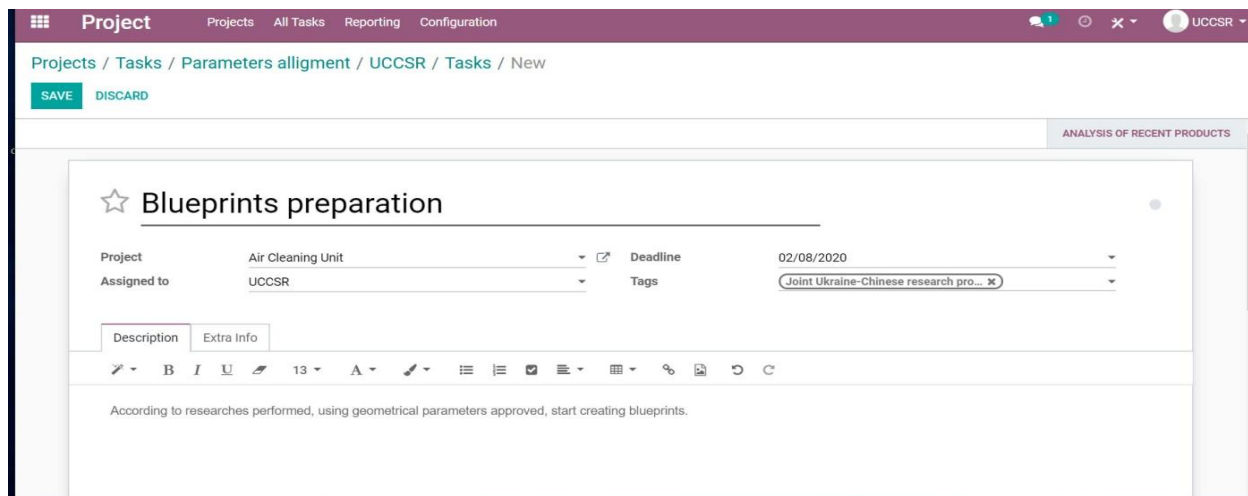 Project Projects All Tasks Reporting Configuration 1 UCCSR
Projects / Tasks / Parameters alligment / UCCSR / Tasks / New
SAVE DISCARD
ANALYSIS OF RECENT PRODUCTS
Blueprints preparation
Project Air Cleaning Unit Deadline 02/08/2020
Assigned to UCCSR Tags Joint Ukraine-Chinese research pro...
Description Extra Info
B I U 13 A
According to researches performed, using geometrical parameters approved, start creating blueprints.